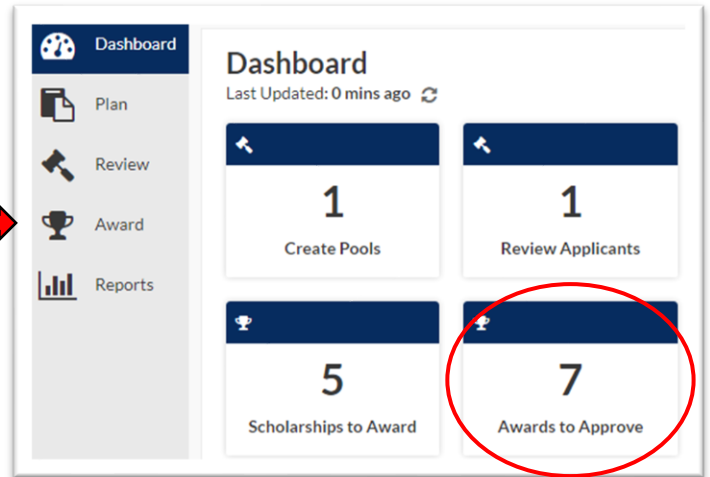 Dashboard
Plan
Review
Award
Reports
Dashboard
Last Updated: 0 mins ago
1
Create Pools
1
Review Applicants
5
Scholarships to Award
7
Awards to Approve